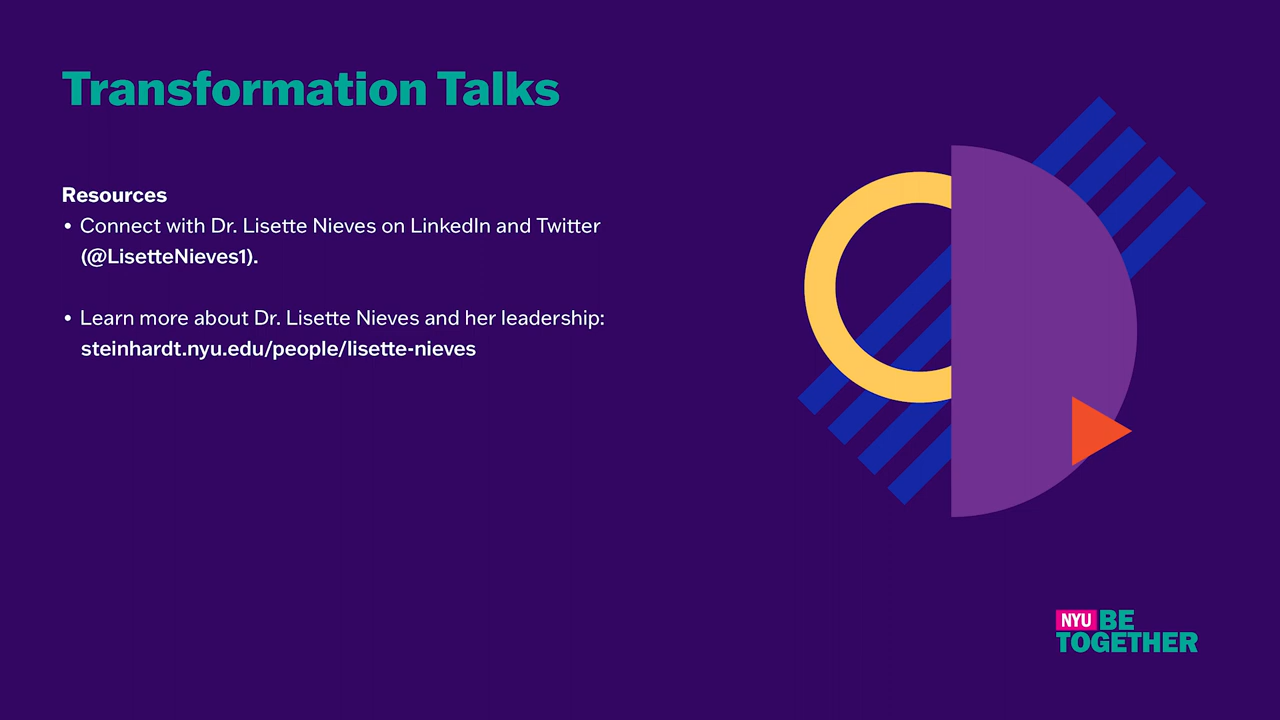 Transformation Talks
Resources
• Connect with Dr. Lisette Nieves on LinkedIn and Twitter
(@LisetteNieves1).
• Learn more about Dr. Lisette Nieves and her leadership:
steinhardt.nyu.edu/people/lisette-nieves
NYU BE
TOGETHER